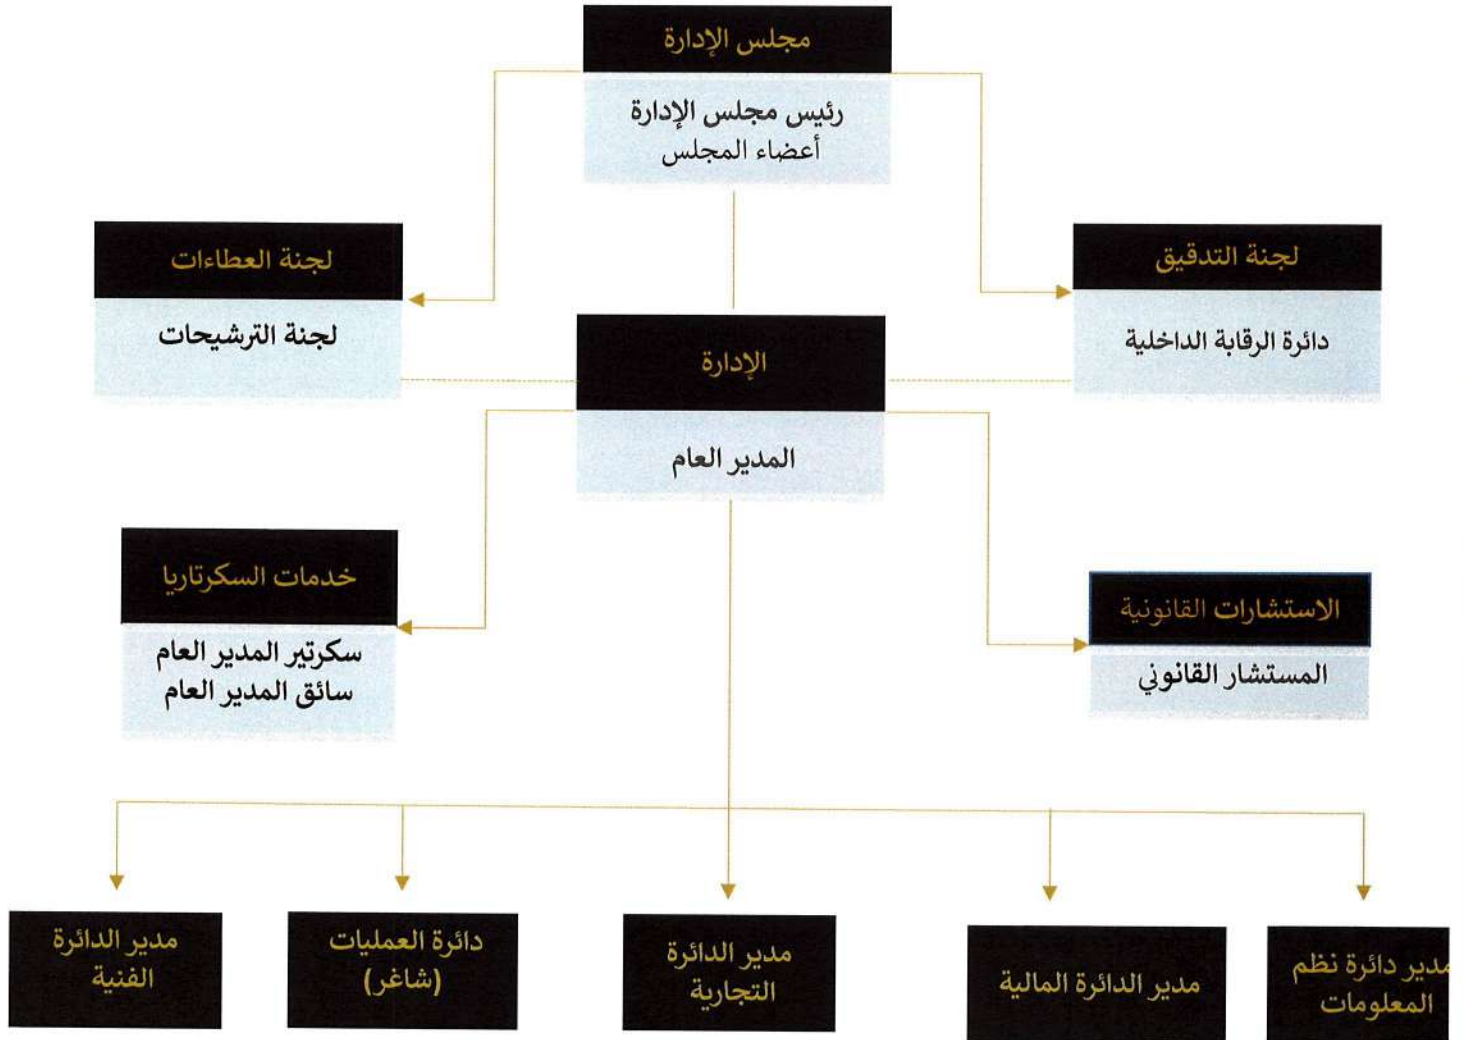 مجلس الإدارة
رئيس مجلس الإدارة
أعضاء المجلس
لجنة التدقيق
دائرة الرقابة الداخلية
لجنة العطاءات
لجنة الترشيحات
الإدارة
المدير العام
الاستشارات القانونية
المستشار القانوني
خدمات السكرتاريا
سكرتير المدير العام
سائق المدير العام
مدير دائرة نظم
المعلومات
مدير الدائرة المالية
مدير الدائرة
التجارية
دائرة العمليات
(شاغر)
مدير الدائرة
الفنية